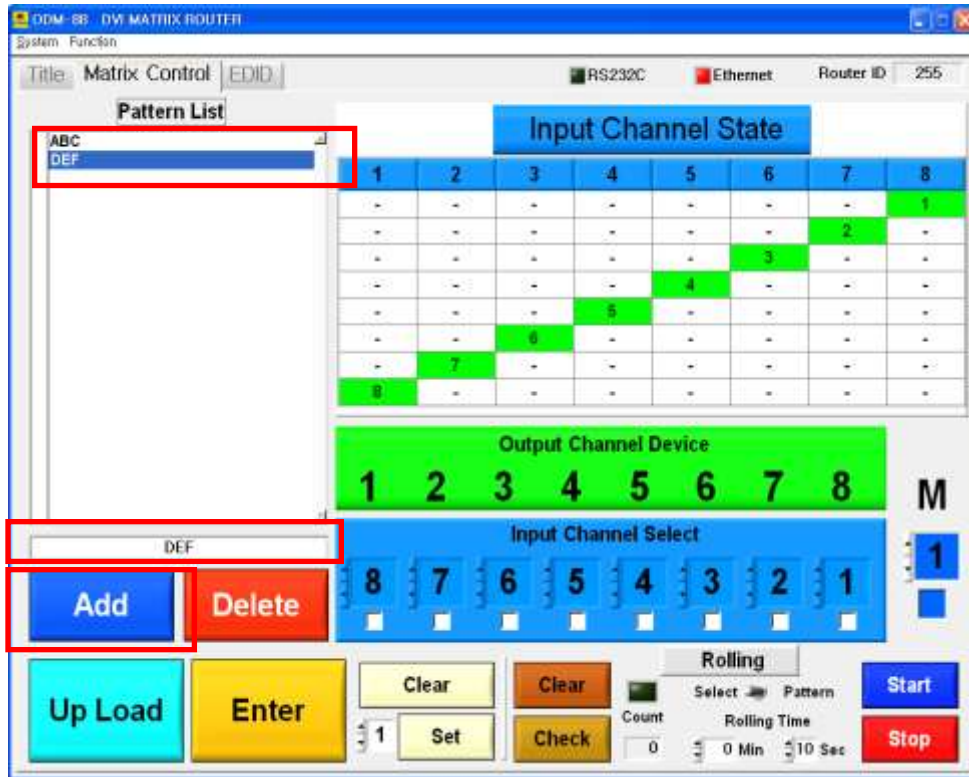 ODM-88 DVI MATRIX ROUTER
System Function
Title Matrix Control EDID
RS232C Ethernet Router ID 255
Pattern List
ABC
DEF
Input Channel State
1 2 3 4 5 6 7 8
- - - - - - - 1
- - - - - - 2 -
- - - - - 3 - -
- - - - 4 - - -
- - - 5 - - - -
- - 6 - - - - -
- 7 - - - - - -
8 - - - - - - -
Output Channel Device
1 2 3 4 5 6 7 8
M
DEF
Input Channel Select
8 7 6 5 4 3 2 1
1
Add Delete
Up Load Enter
Clear
1 Set
Clear
Check
Count
0
Rolling
Select Pattern
Rolling Time
0 Min 10 Sec
Start
Stop